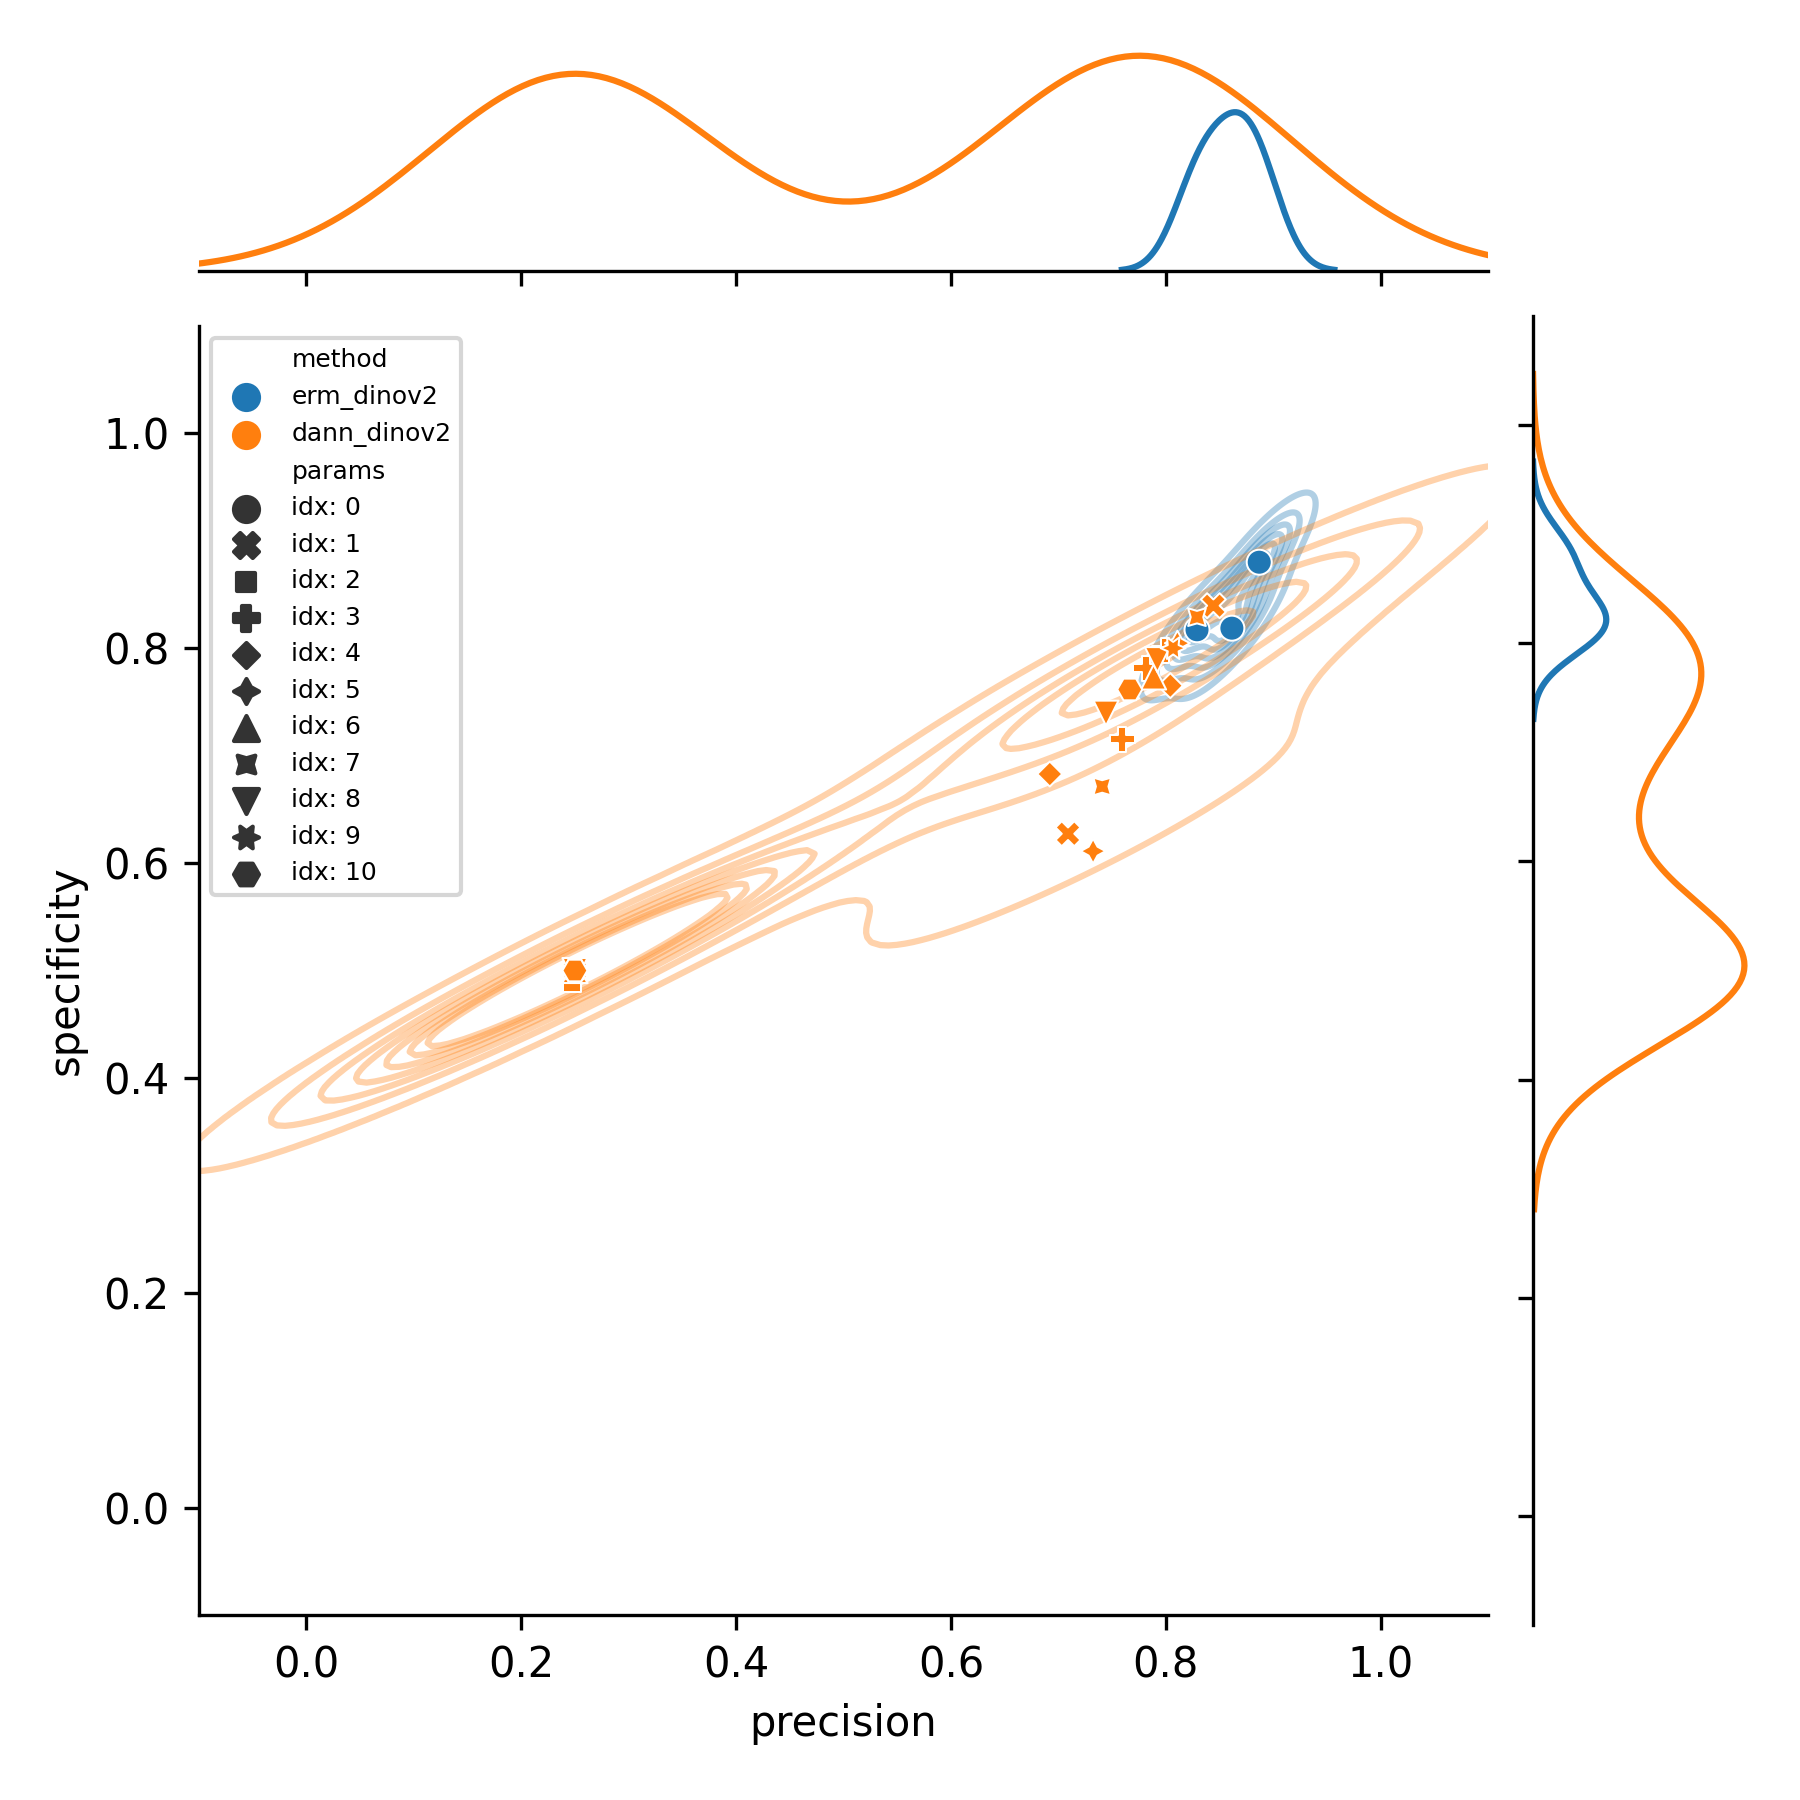 method
erm_dinov2
dann_dinov2
params
idx: 0
idx: 1
idx: 2
idx: 3
idx: 4
idx: 5
idx: 6
idx: 7
idx: 8
idx: 9
idx: 10
1.0
0.8
0.6
0.4
0.2
0.0
specificity
0.0 0.2 0.4 0.6 0.8 1.0
precision